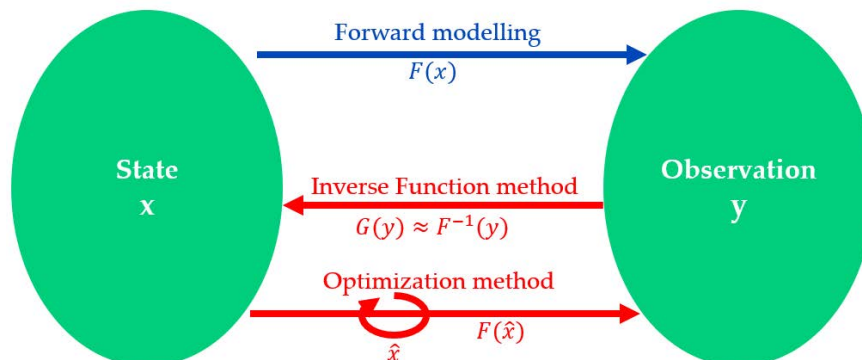 Forward modelling
F(x)
State
x
Inverse Function method
G(y) ≈ F⁻¹(y)
Observation
y
Optimization method
F(x̂)
x̂